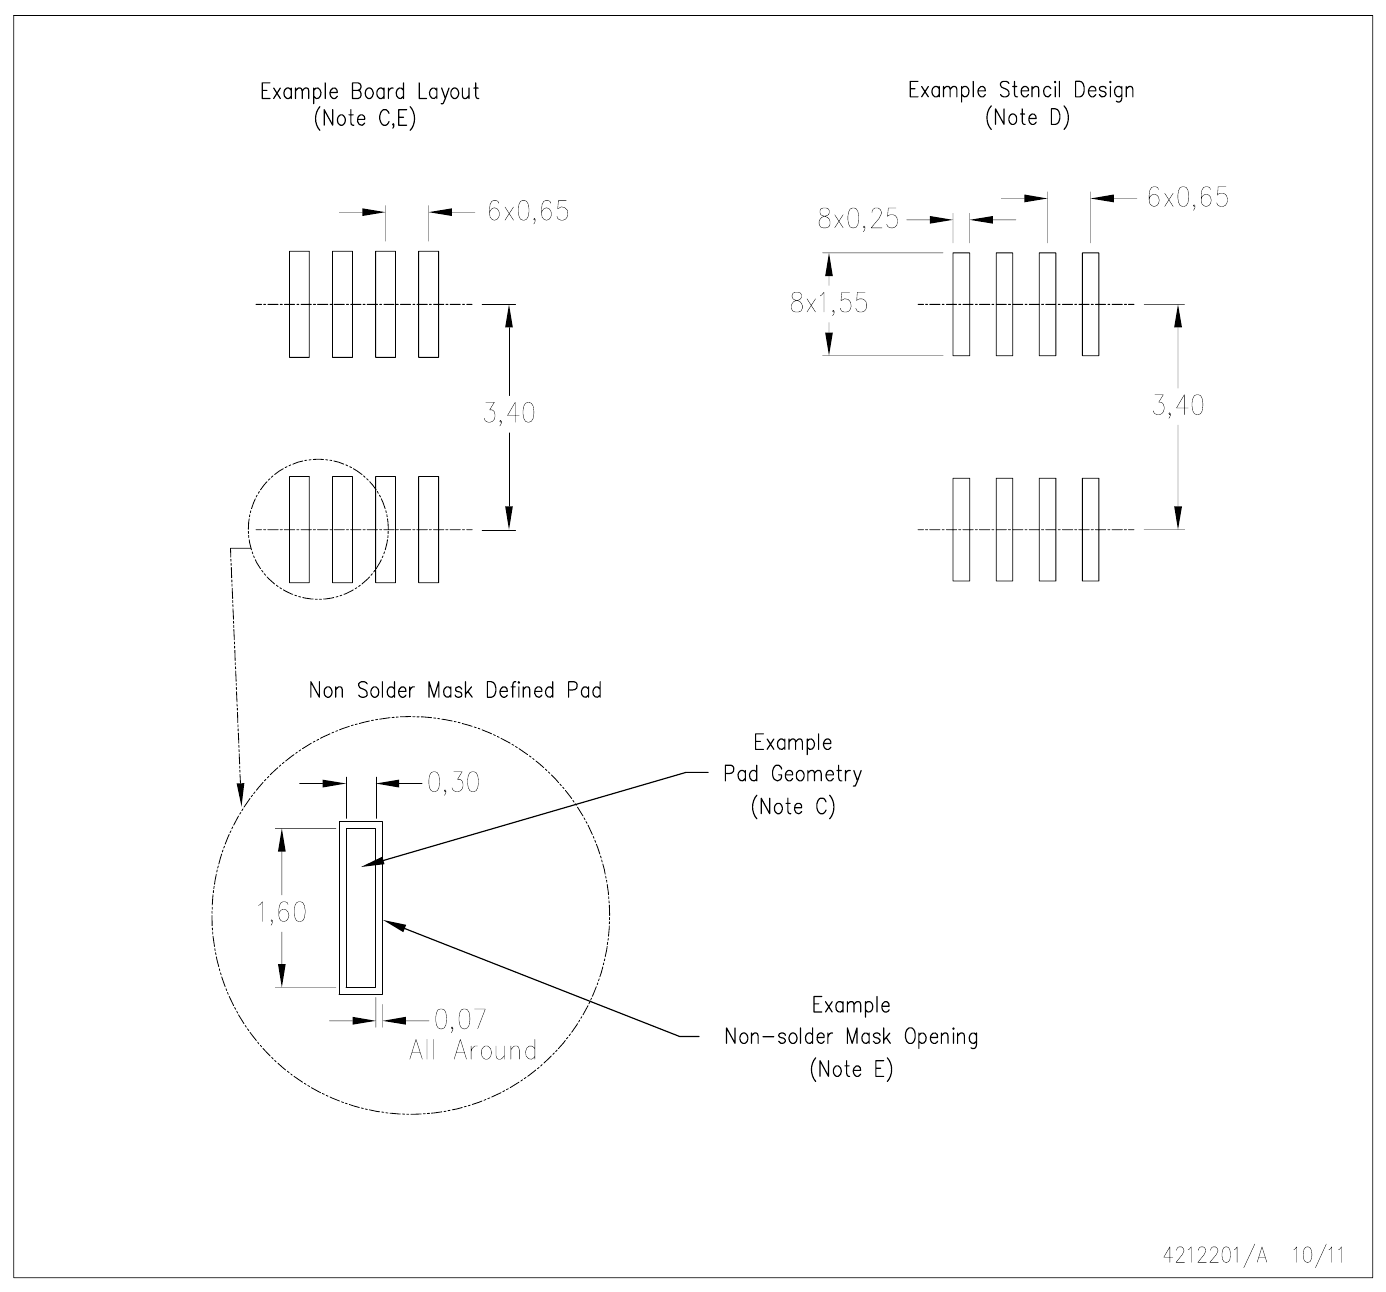 Example Board Layout
(Note C,E)
Example Stencil Design
(Note D)
6x0,65
6x0,65
8x0,25
8x1,55
3,40
3,40
Non Solder Mask Defined Pad
Example
Pad Geometry
(Note C)
0,30
1,60
0,07
All Around
Example
Non-solder Mask Opening
(Note E)
4212201/A 10/11